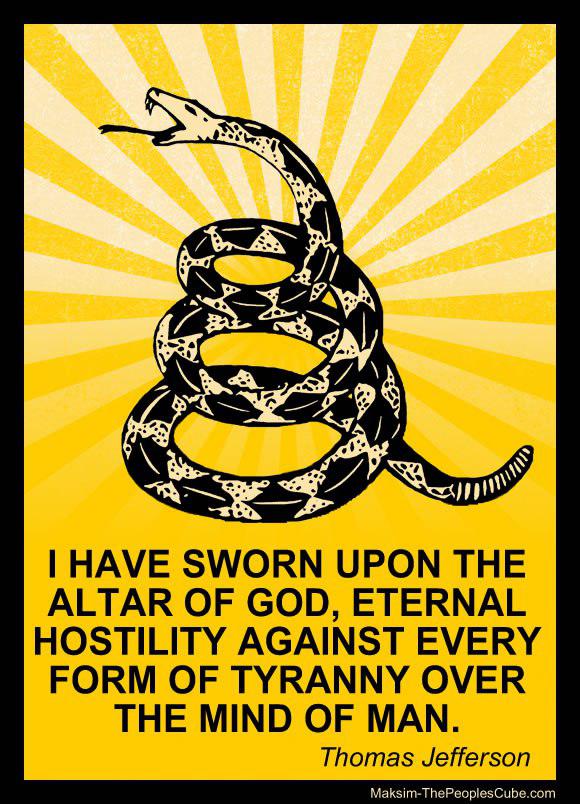 I HAVE SWORN UPON THE
ALTAR OF GOD, ETERNAL
HOSTILITY AGAINST EVERY
FORM OF TYRANNY OVER
THE MIND OF MAN.
Thomas Jefferson
Maksim-ThePeoplesCube.com